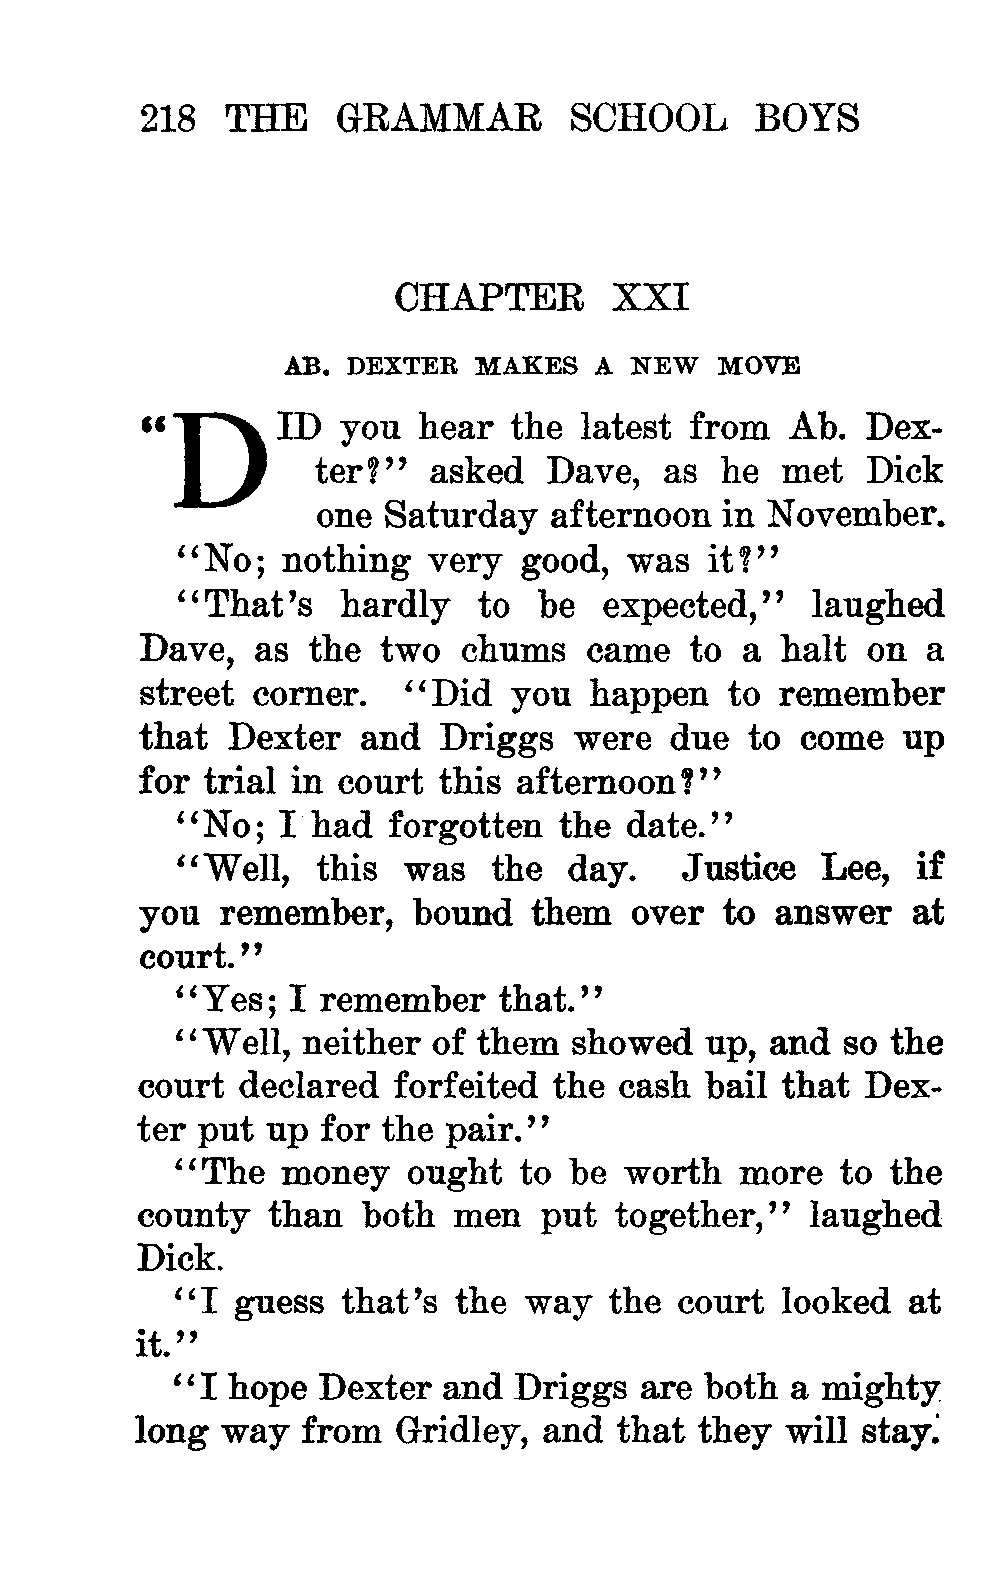 218 THE GRAMMAR SCHOOL BOYS
CHAPTER XXI
AB. DEXTER MAKES A NEW MOVE
“DID you hear the latest from Ab. Dex-
ter?” asked Dave, as he met Dick
one Saturday afternoon in November.
“No; nothing very good, was it?”
“That’s hardly to be expected,” laughed
Dave, as the two chums came to a halt on a
street corner. “Did you happen to remember
that Dexter and Driggs were due to come up
for trial in court this afternoon?”
“No; I had forgotten the date.”
“Well, this was the day. Justice Lee, if
you remember, bound them over to answer at
court.”
“Yes; I remember that.”
“Well, neither of them showed up, and so the
court declared forfeited the cash bail that Dex-
ter put up for the pair.”
“The money ought to be worth more to the
county than both men put together,” laughed
Dick.
“I guess that’s the way the court looked at
it.”
“I hope Dexter and Driggs are both a mighty
long way from Gridley, and that they will stay